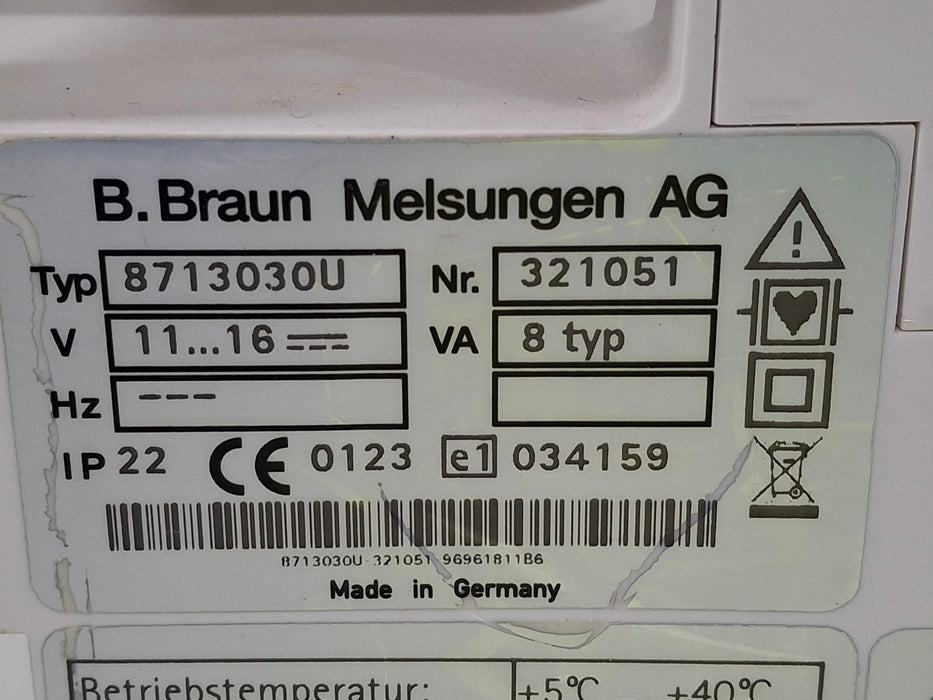 B. Braun Melsungen AG
Typ 8713030U Nr. 321051
V 11...16 ⎓ VA 8 typ
Hz ---
IP 22 CE 0123 e1 034159
8713030U-321051-96961811B6
Made in Germany
Betriebstemperatur: +5°C +40°C